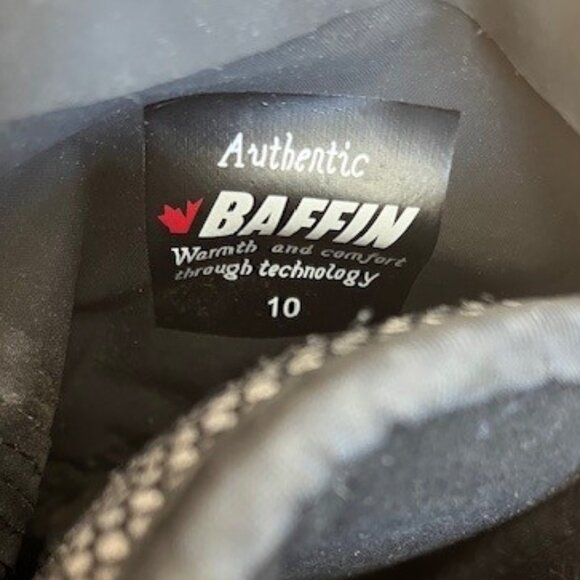 Authentic
BAFFIN
Warmth and comfort
through technology
10